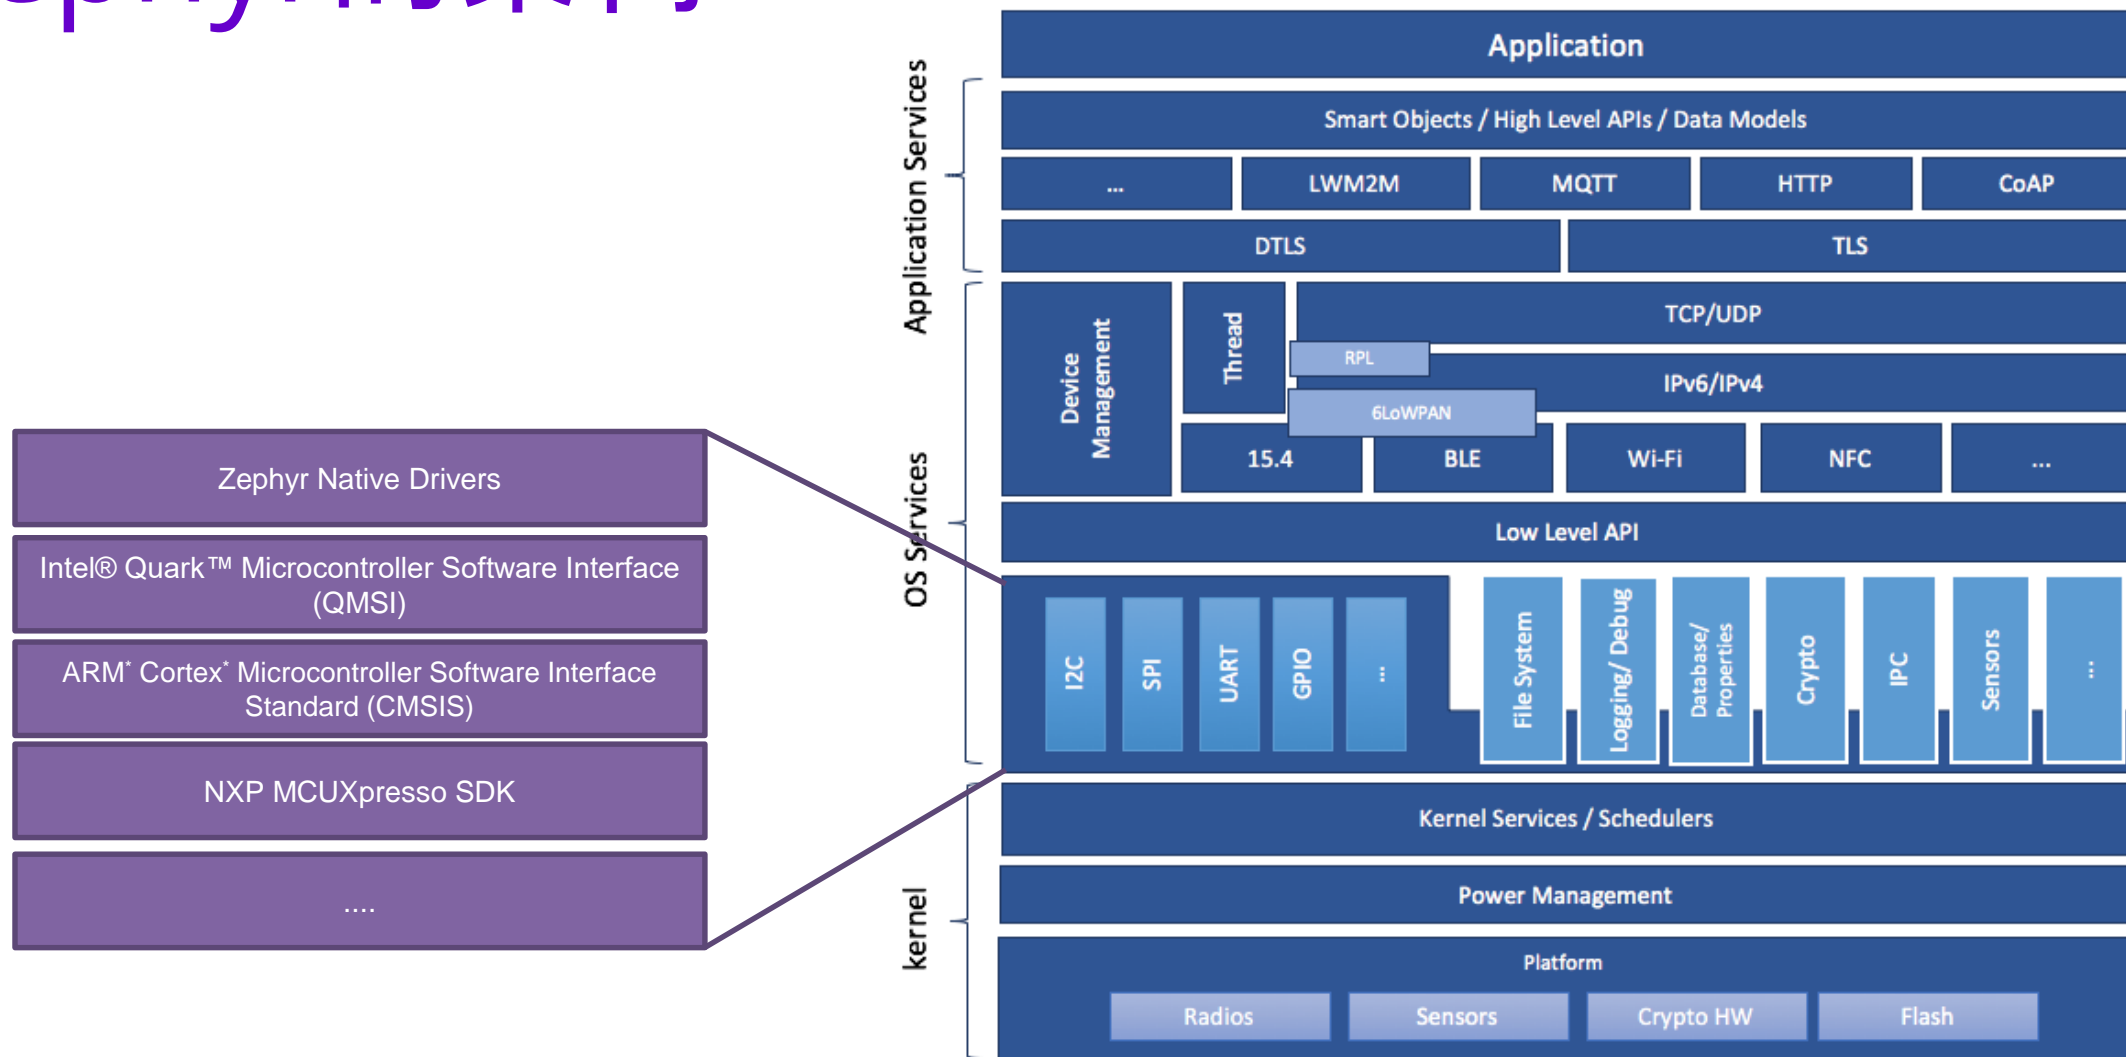 Application
Application Services
Smart Objects / High Level APIs / Data Models
... LWM2M MQTT HTTP CoAP
DTLS TLS
OS Services
Device
Management
Thread
TCP/UDP
RPL
IPv6/IPv4
6LoWPAN
15.4 BLE Wi-Fi NFC ...
Low Level API
I2C SPI UART GPIO ...
File System
Logging/ Debug
Database/
Properties
Crypto
IPC
Sensors
...
Zephyr Native Drivers
Intel® Quark™ Microcontroller Software Interface
(QMSI)
ARM* Cortex* Microcontroller Software Interface
Standard (CMSIS)
NXP MCUXpresso SDK
....
kernel
Kernel Services / Schedulers
Power Management
Platform
Radios Sensors Crypto HW Flash